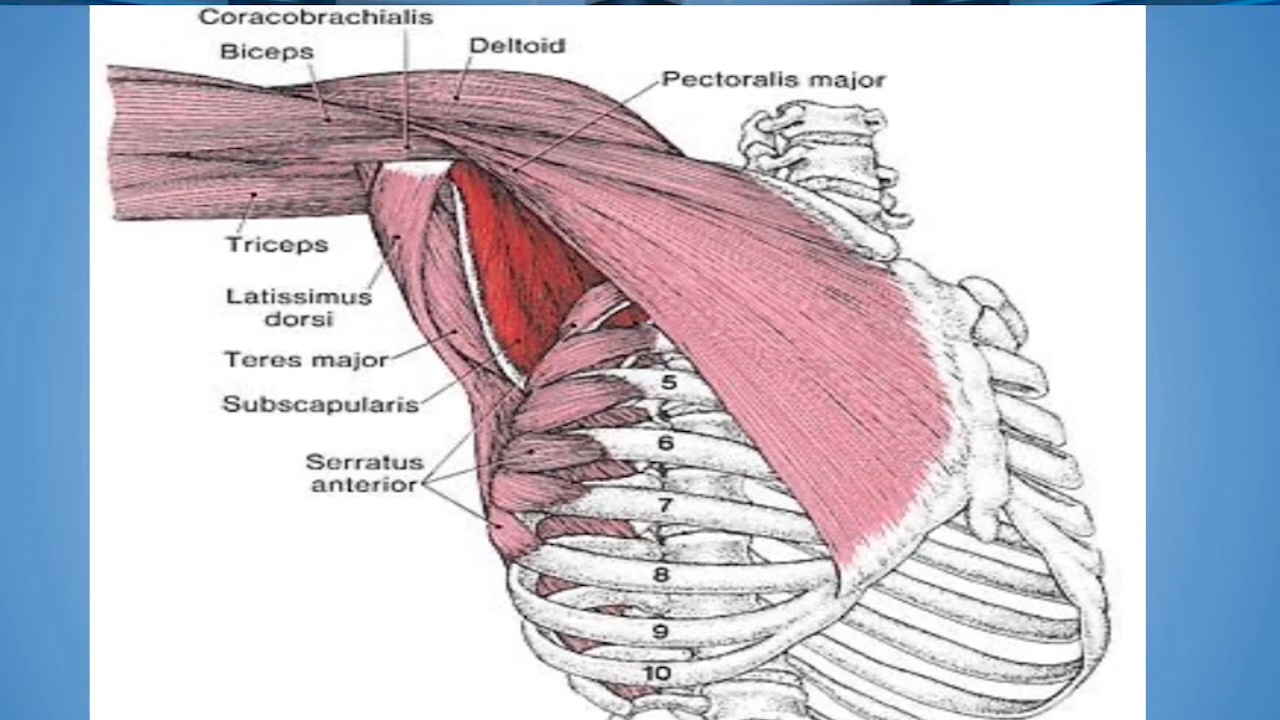 Coracobrachialis
Biceps
Deltoid
Pectoralis major
Triceps
Latissimus
dorsi
Teres major
Subscapularis
Serratus
anterior
5
6
7
8
9
10